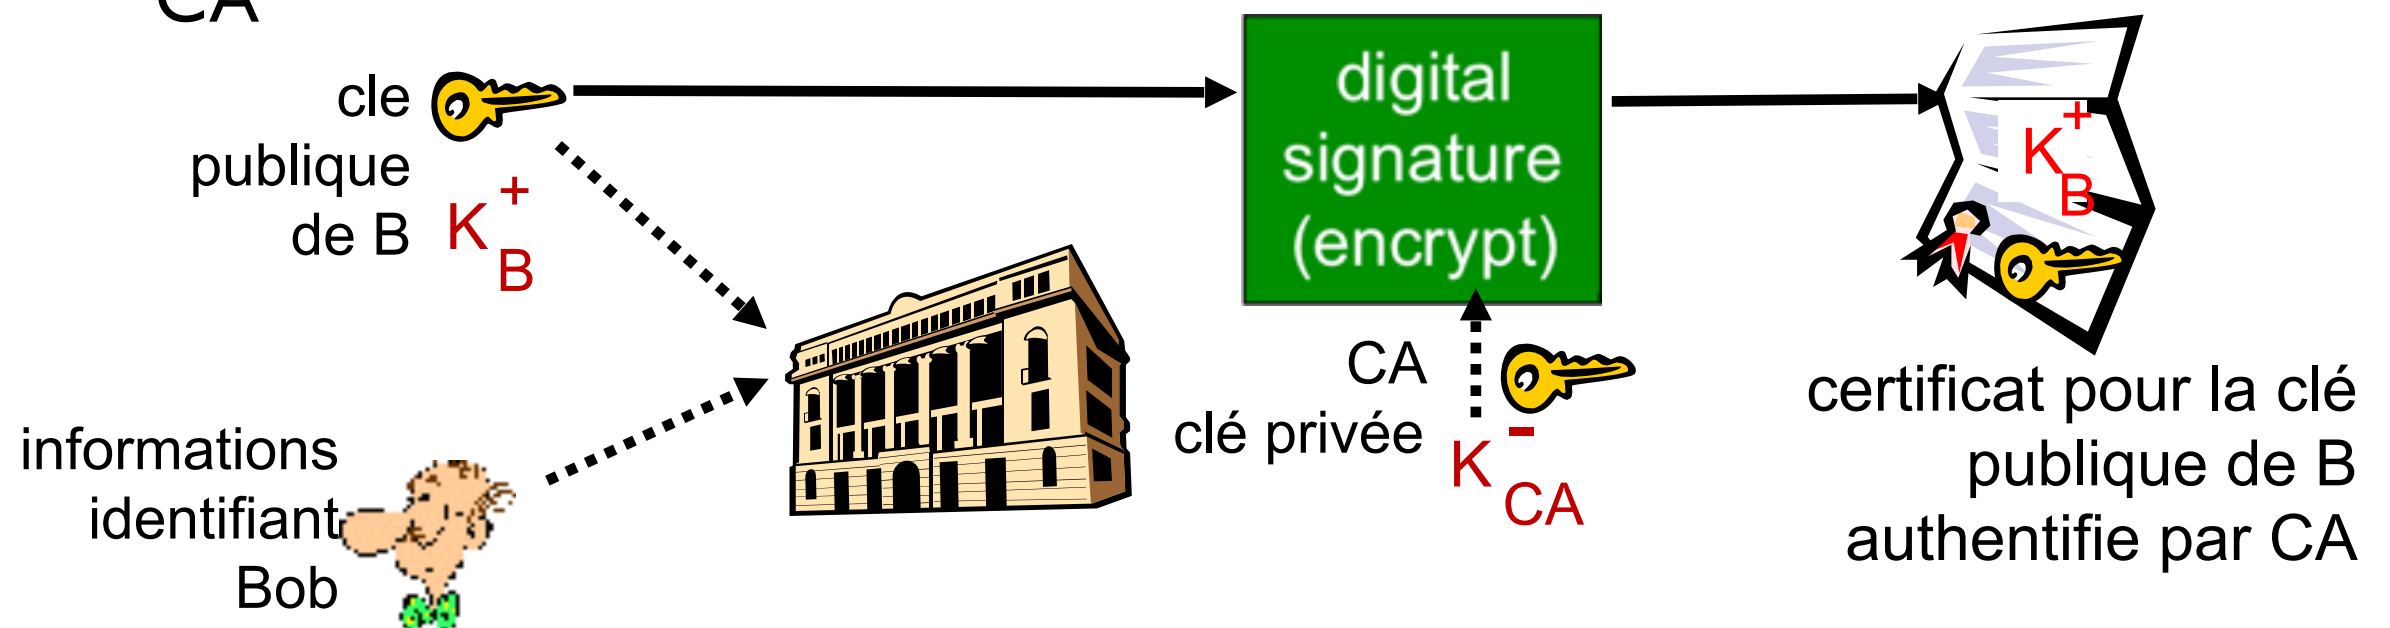 CA
cle
publique
de B
K+B
informations
identifiant
Bob
digital
signature
(encrypt)
CA
clé privée
K-CA
K+B
certificat pour la clé
publique de B
authentifie par CA